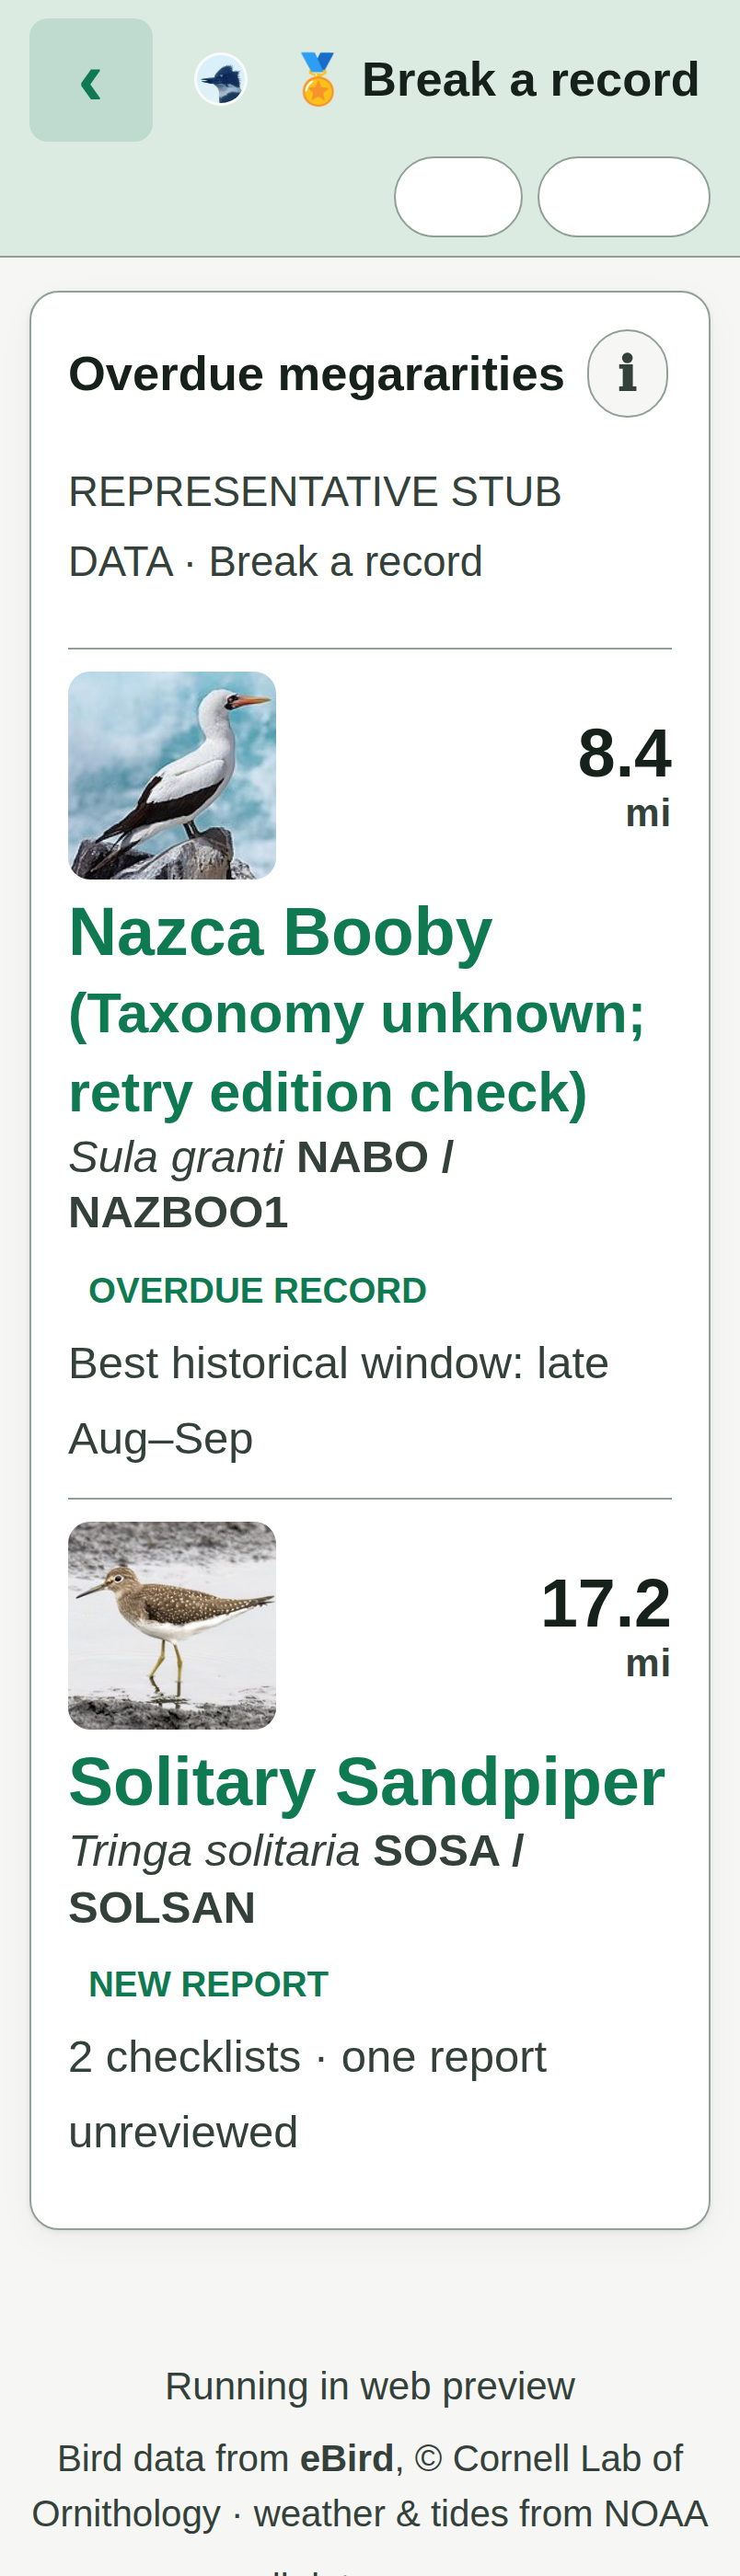 ‹ 🏅 Break a record
Overdue megararities ℹ
REPRESENTATIVE STUB
DATA · Break a record
8.4
mi
Nazca Booby
(Taxonomy unknown;
retry edition check)
Sula granti NABO /
NAZBOO1
OVERDUE RECORD
Best historical window: late
Aug–Sep
17.2
mi
Solitary Sandpiper
Tringa solitaria SOSA /
SOLSAN
NEW REPORT
2 checklists · one report
unreviewed
Running in web preview
Bird data from eBird, © Cornell Lab of
Ornithology · weather & tides from NOAA